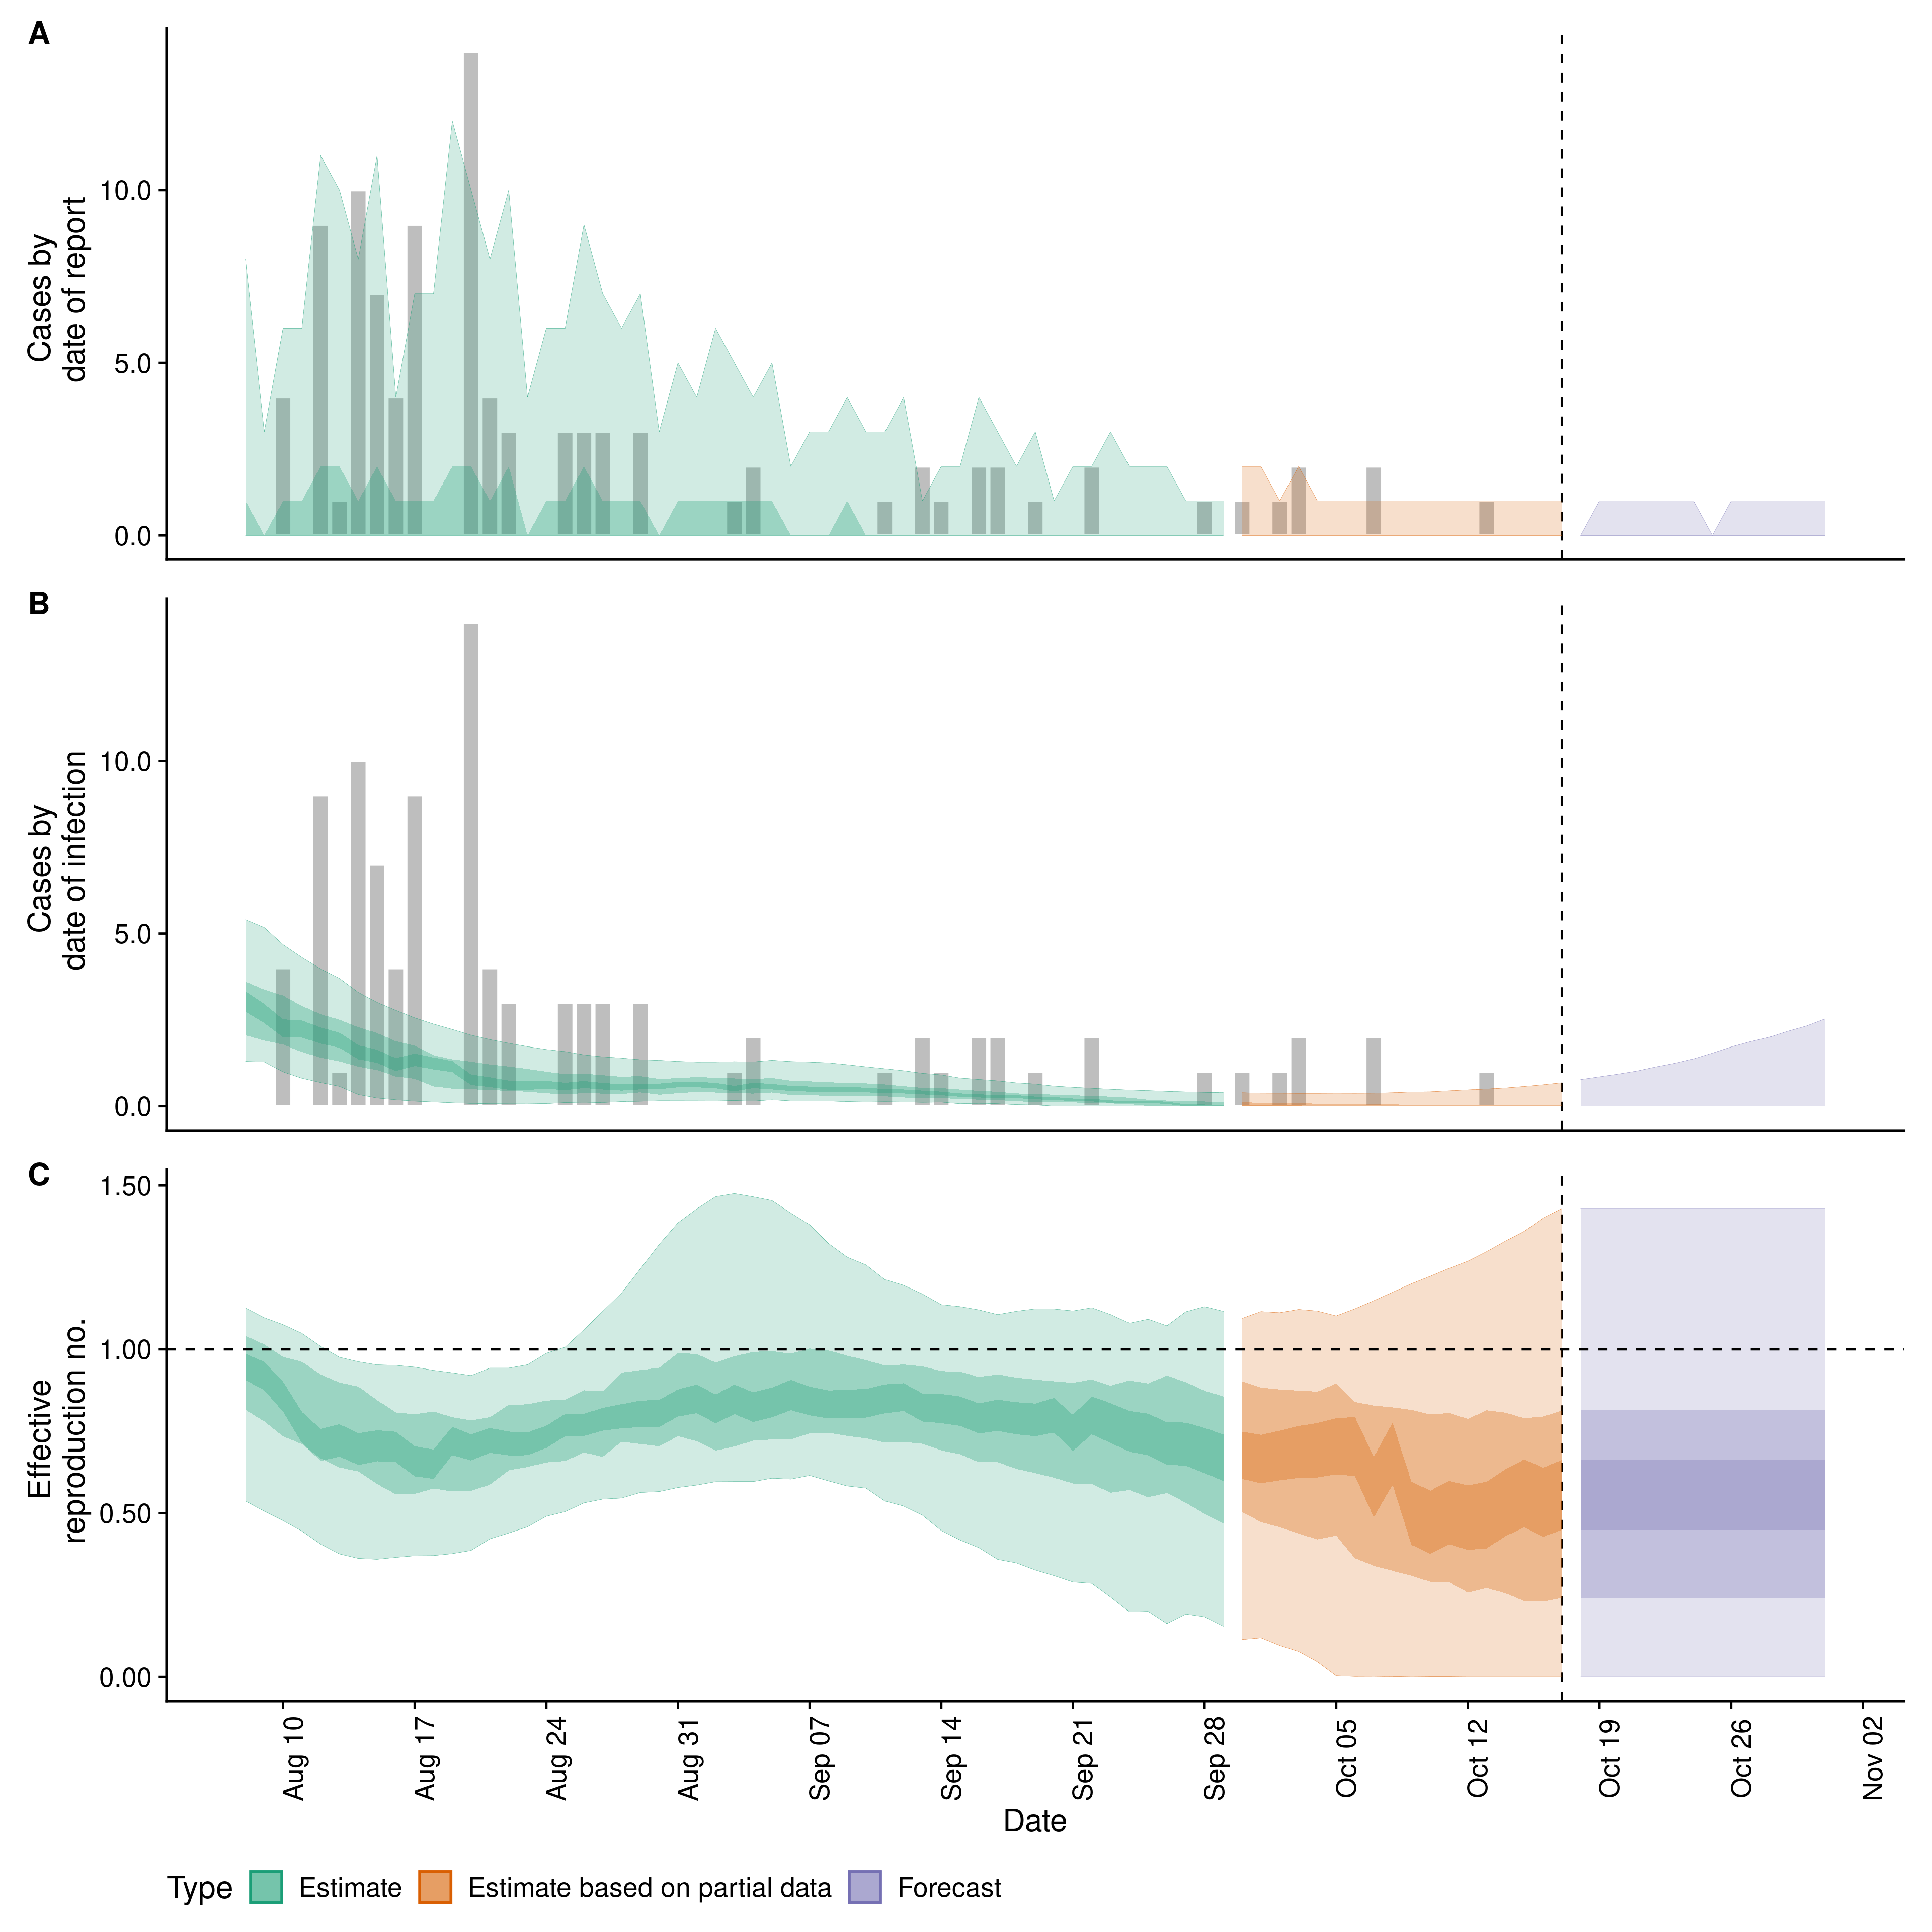 A
Cases by
date of report
10.0
5.0
0.0
B
Cases by
date of infection
10.0
5.0
0.0
C
Effective
reproduction no.
1.50
1.00
0.50
0.00
Aug 10
Aug 17
Aug 24
Aug 31
Sep 07
Sep 14
Sep 21
Sep 28
Oct 05
Oct 12
Oct 19
Oct 26
Nov 02
Date
Type Estimate Estimate based on partial data Forecast